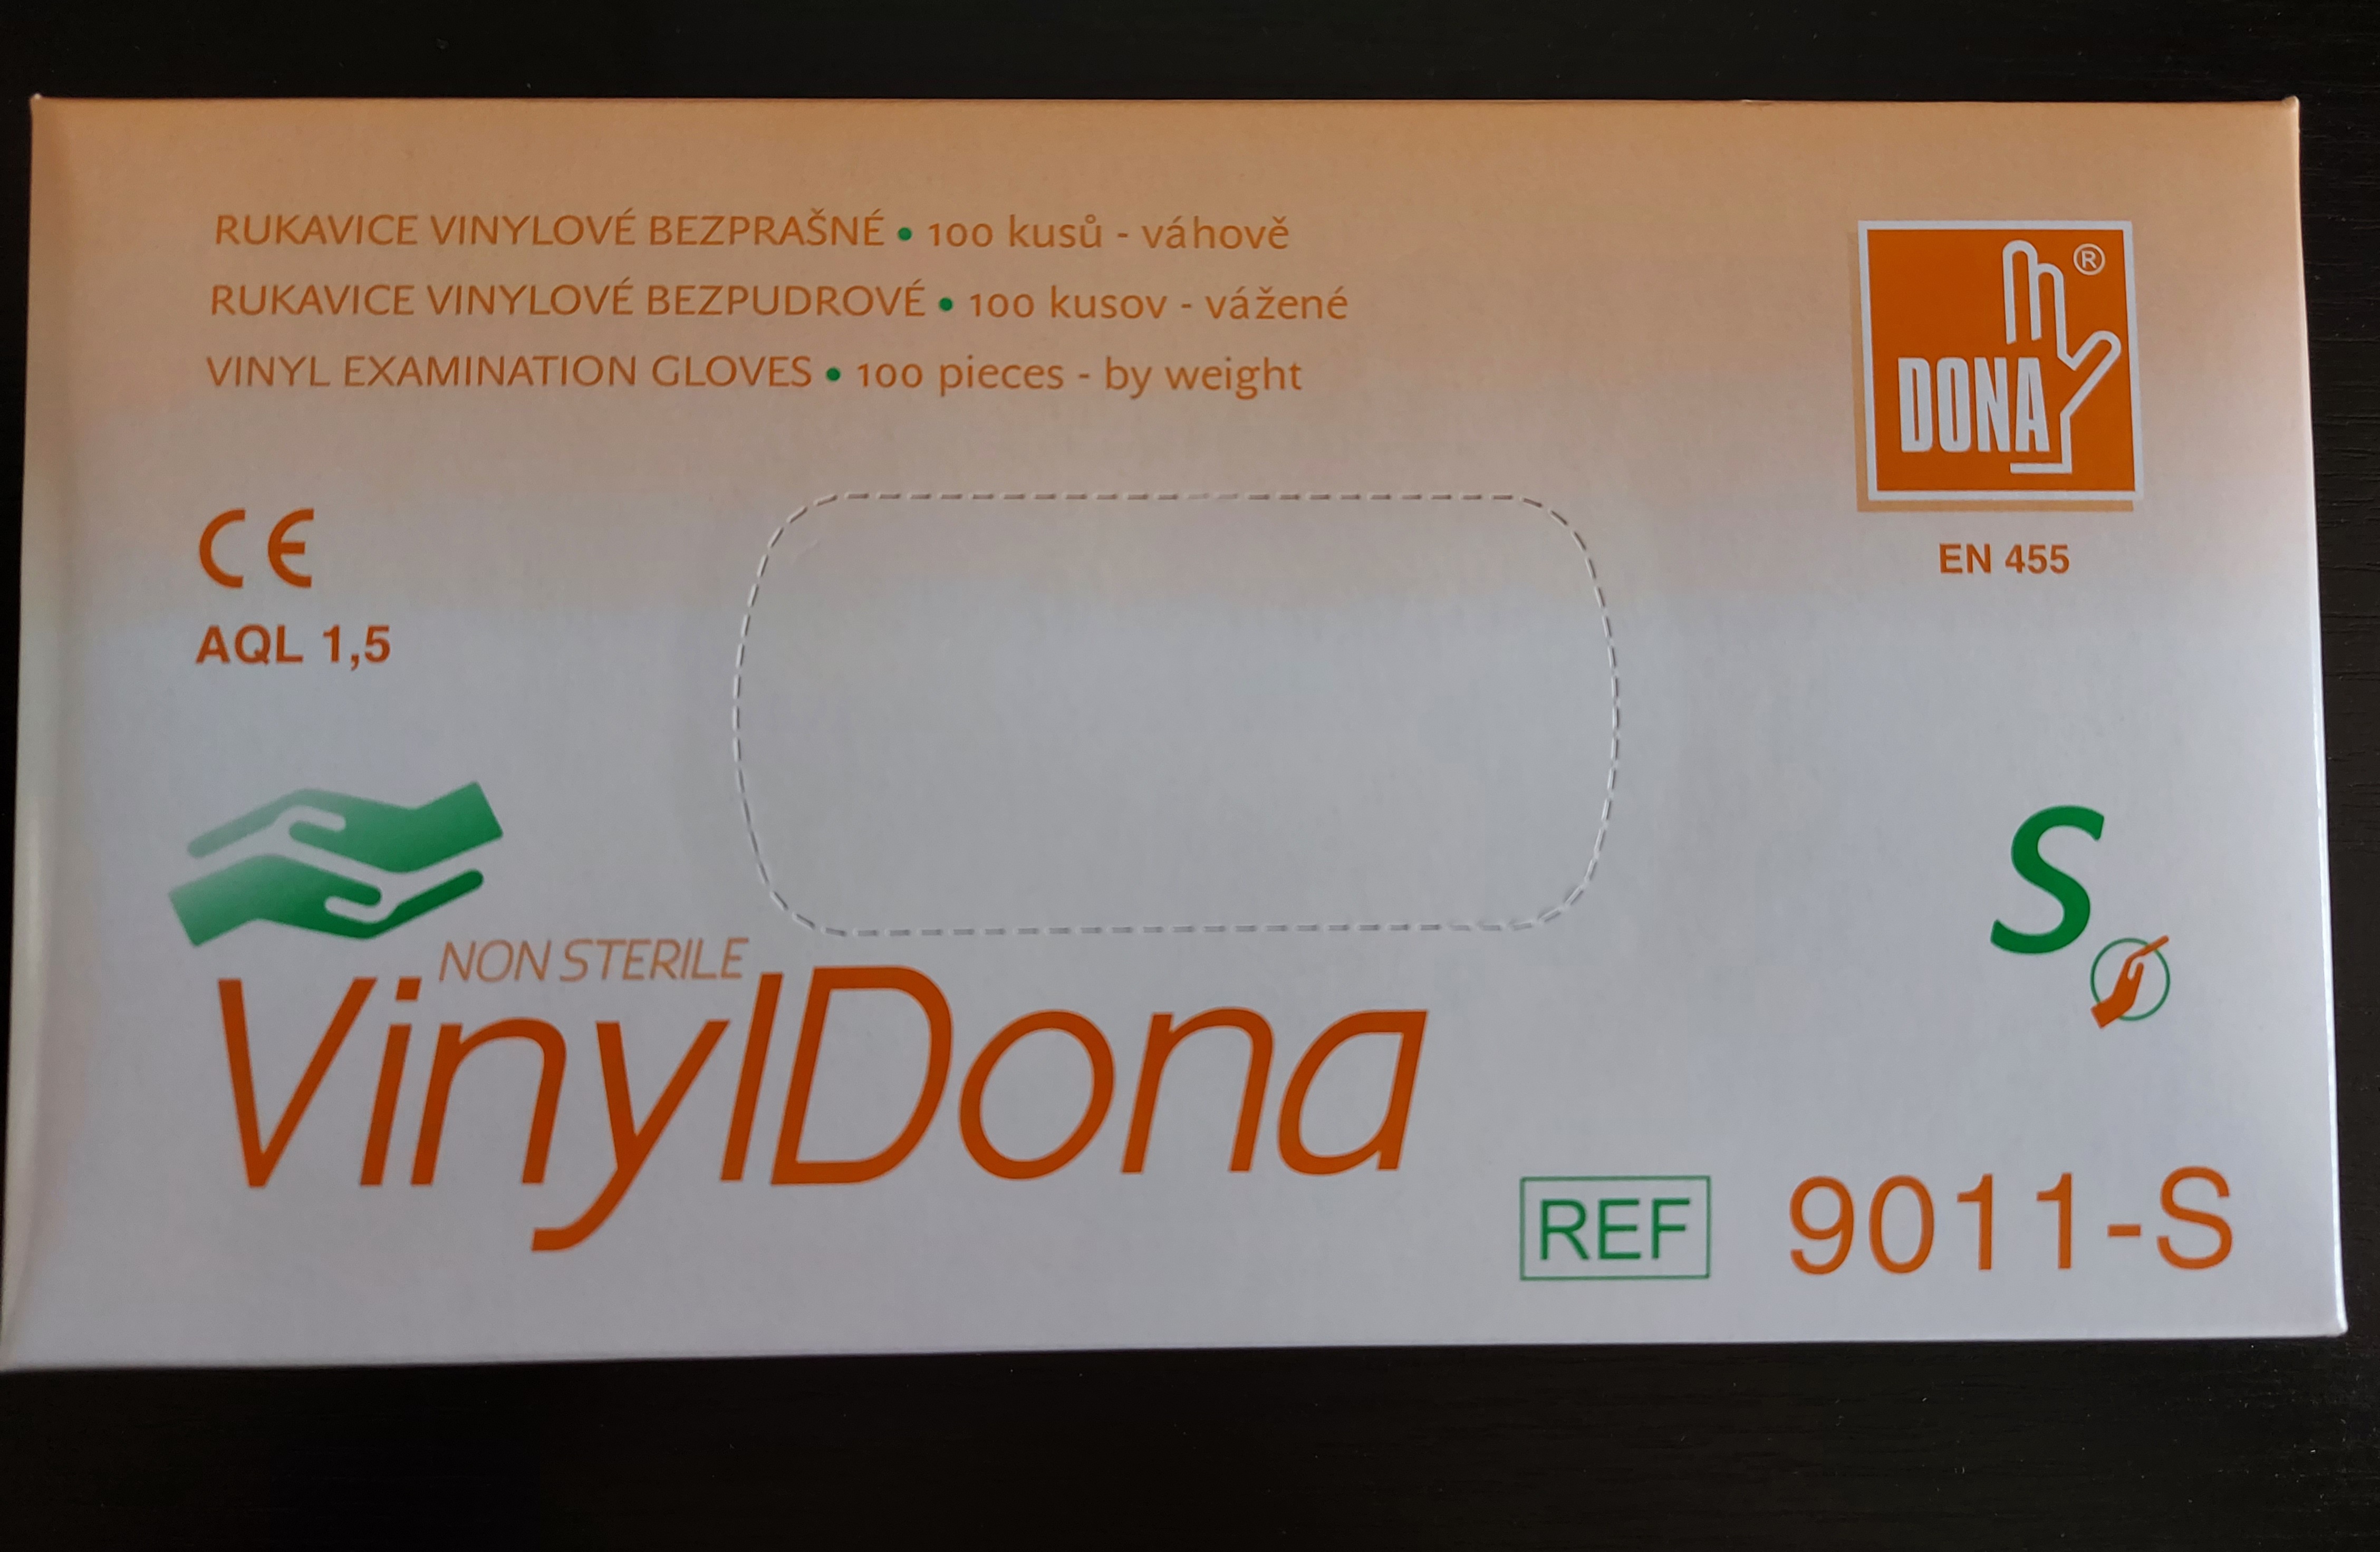 RUKAVICE VINYLOVÉ BEZPRAŠNÉ • 100 kusů - váhově
RUKAVICE VINYLOVÉ BEZPUDROVÉ • 100 kusov - vážené
VINYL EXAMINATION GLOVES • 100 pieces - by weight
®
DONA
EN 455
CE
AQL 1,5
S
NON STERILE
VinylDona
REF 9011-S